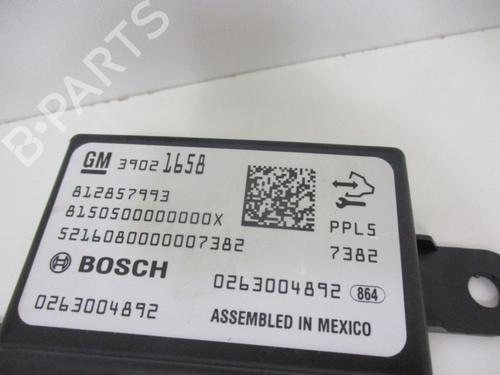 B-PARTS
GM 39021658
812857993
8150500000000X
5216080000007382
PPL5
7382
BOSCH
0263004892 864
0263004892
ASSEMBLED IN MEXICO